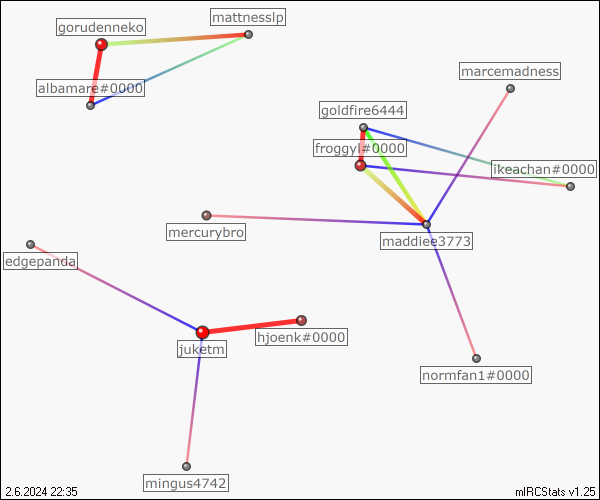 mattnesslp
gorudenneko
marcemadness
albamare#0000
goldfire6444
froggyl#0000
ikeachan#0000
mercurybro
maddiee3773
edgepanda
hjoenk#0000
juketm
normfan1#0000
mingus4742
2.6.2024 22:35
mIRCStats v1.25